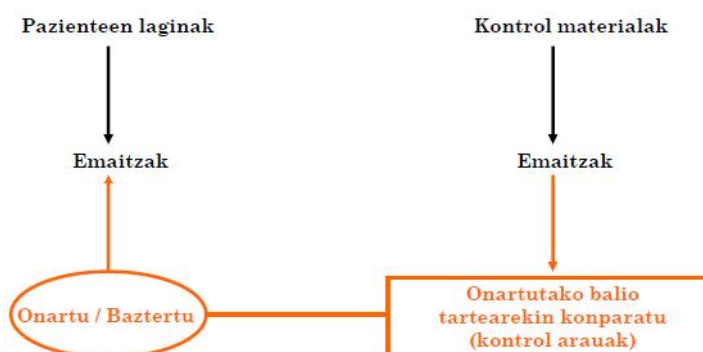 Pazienteen laginak
Kontrol materialak
Emaitzak
Emaitzak
Onartu / Baztertu
Onartutako balio
tartearekin konparatu
(kontrol arauak)